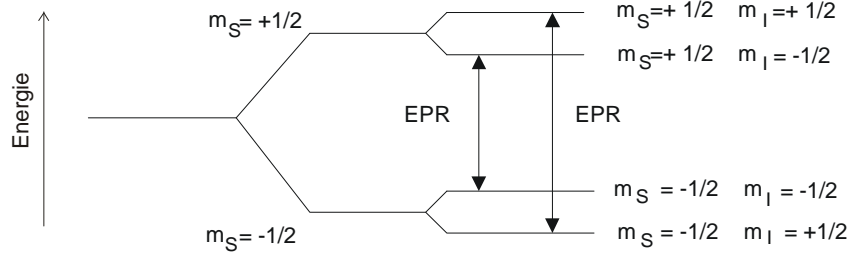 Energie
m_S = +1/2
m_S = -1/2
EPR
EPR
m_S=+ 1/2 m_I=+ 1/2
m_S=+ 1/2 m_I = -1/2
m_S = -1/2 m_I = -1/2
m_S = -1/2 m_I = +1/2